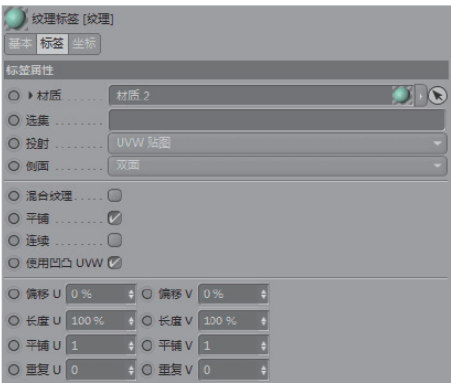 纹理标签 [纹理]
基本 标签 坐标
标签属性
材质 ....... 材质.2
选集 ........
投射 ........ UVW 贴图
侧面 ........ 双面
混合纹理 .....
平铺 ........
连续 ........
使用凹凸 UVW
偏移 U 0 % 偏移 V 0 %
长度 U 100 % 长度 V 100 %
平铺 U 1 平铺 V 1
重复 U 0 重复 V 0